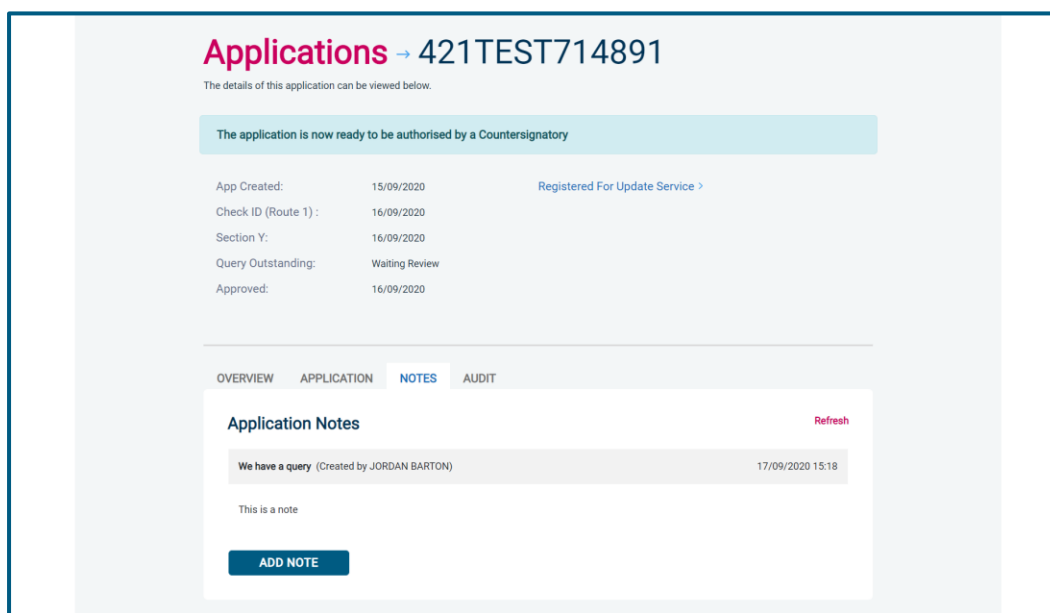 Applications → 421TEST714891
The details of this application can be viewed below.
The application is now ready to be authorised by a Countersignatory
App Created: 15/09/2020 Registered For Update Service >
Check ID (Route 1) : 16/09/2020
Section Y: 16/09/2020
Query Outstanding: Waiting Review
Approved: 16/09/2020
OVERVIEW APPLICATION NOTES AUDIT
Application Notes Refresh
We have a query (Created by JORDAN BARTON) 17/09/2020 15:18
This is a note
ADD NOTE